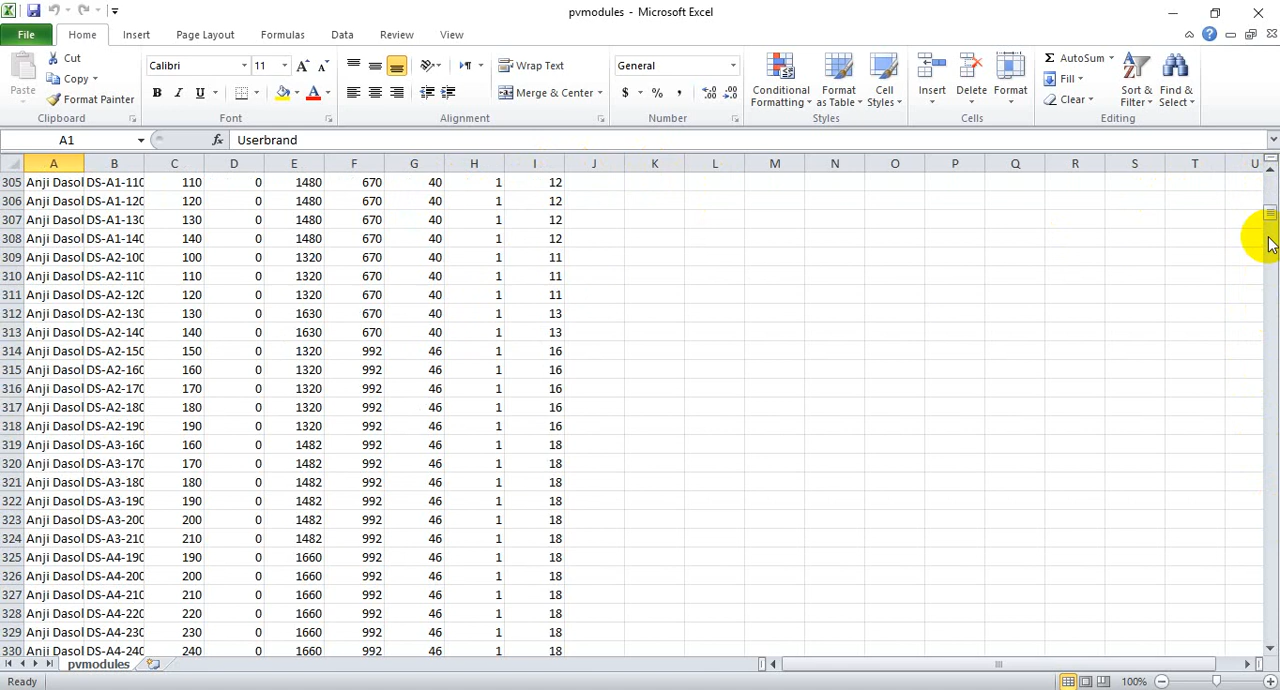 pvmodules - Microsoft Excel
File Home Insert Page Layout Formulas Data Review View
Paste Cut Copy Format Painter
Calibri 11
B I U
Wrap Text
Merge & Center
General
$ % ,
Conditional Formatting Format as Table Cell Styles
Insert Delete Format
AutoSum Fill Clear
Sort & Filter Find & Select
Clipboard Font Alignment Number Styles Cells Editing
A1 fx Userbrand
A B C D E F G H I J K L M N O P Q R S T U
305 Anji Dasol DS-A1-110 110 0 1480 670 40 1 12
306 Anji Dasol DS-A1-120 120 0 1480 670 40 1 12
307 Anji Dasol DS-A1-130 130 0 1480 670 40 1 12
308 Anji Dasol DS-A1-140 140 0 1480 670 40 1 12
309 Anji Dasol DS-A2-100 100 0 1320 670 40 1 11
310 Anji Dasol DS-A2-110 110 0 1320 670 40 1 11
311 Anji Dasol DS-A2-120 120 0 1320 670 40 1 11
312 Anji Dasol DS-A2-130 130 0 1630 670 40 1 13
313 Anji Dasol DS-A2-140 140 0 1630 670 40 1 13
314 Anji Dasol DS-A2-150 150 0 1320 992 46 1 16
315 Anji Dasol DS-A2-160 160 0 1320 992 46 1 16
316 Anji Dasol DS-A2-170 170 0 1320 992 46 1 16
317 Anji Dasol DS-A2-180 180 0 1320 992 46 1 16
318 Anji Dasol DS-A2-190 190 0 1320 992 46 1 16
319 Anji Dasol DS-A3-160 160 0 1482 992 46 1 18
320 Anji Dasol DS-A3-170 170 0 1482 992 46 1 18
321 Anji Dasol DS-A3-180 180 0 1482 992 46 1 18
322 Anji Dasol DS-A3-190 190 0 1482 992 46 1 18
323 Anji Dasol DS-A3-200 200 0 1482 992 46 1 18
324 Anji Dasol DS-A3-210 210 0 1482 992 46 1 18
325 Anji Dasol DS-A4-190 190 0 1660 992 46 1 18
326 Anji Dasol DS-A4-200 200 0 1660 992 46 1 18
327 Anji Dasol DS-A4-210 210 0 1660 992 46 1 18
328 Anji Dasol DS-A4-220 220 0 1660 992 46 1 18
329 Anji Dasol DS-A4-230 230 0 1660 992 46 1 18
330 Anji Dasol DS-A4-240 240 0 1660 992 46 1 18
pvmodules
Ready 100%